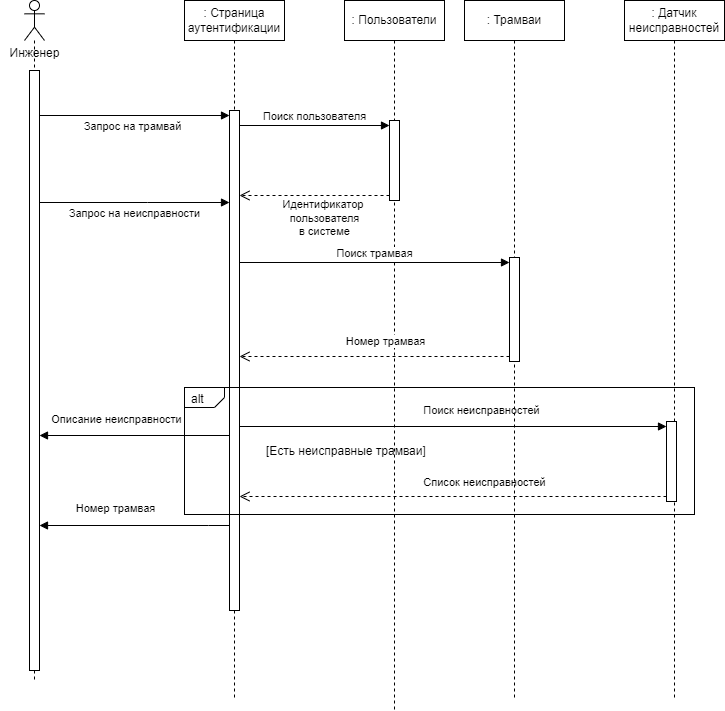 : Страница
аутентификации
: Пользователи
: Трамваи
: Датчик
неисправностей
Инженер
Запрос на трамвай
Поиск пользователя
Идентификатор
пользователя
в системе
Запрос на неисправности
Поиск трамвая
Номер трамвая
alt
Описание неисправности
Поиск неисправностей
[Есть неисправные трамваи]
Список неисправностей
Номер трамвая